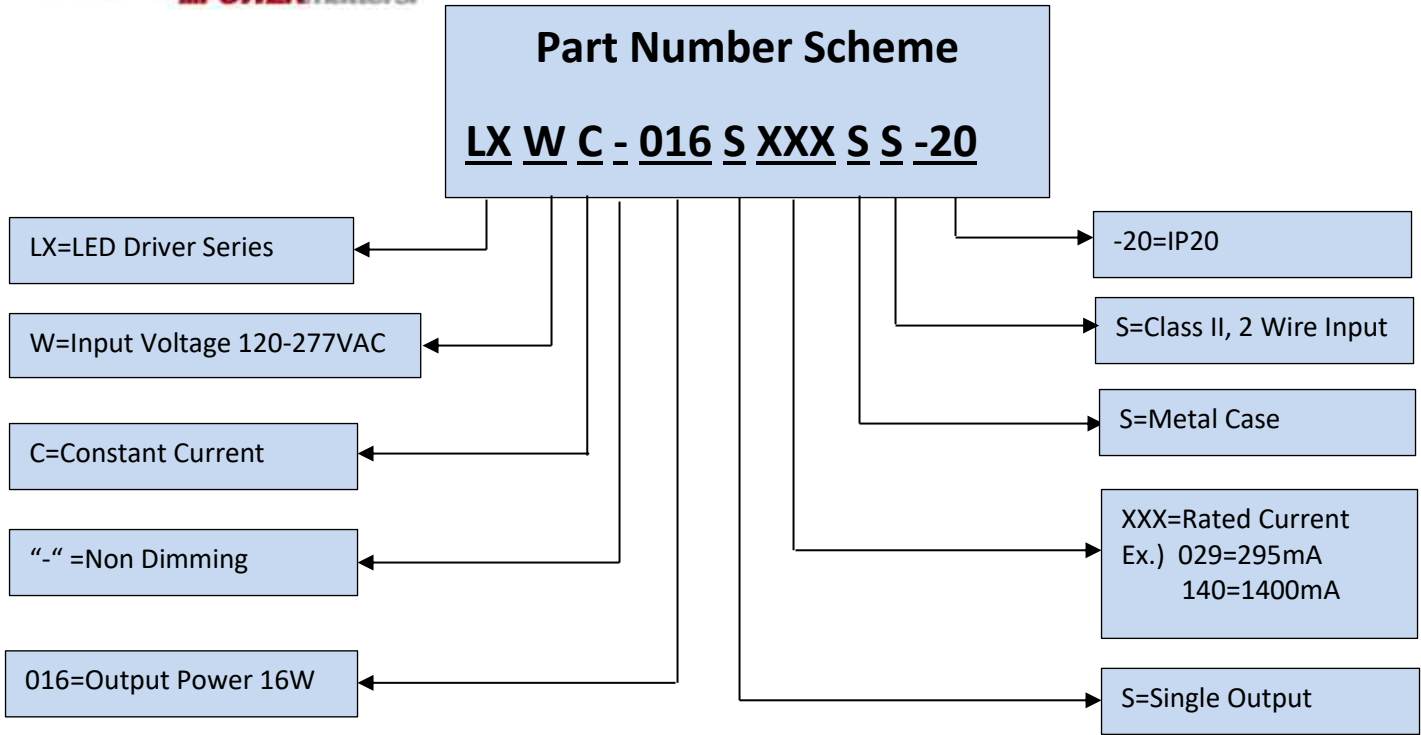 POWERmatters.
Part Number Scheme
LX W C - 016 S XXX S S -20
LX=LED Driver Series
W=Input Voltage 120-277VAC
C=Constant Current
“-“ =Non Dimming
016=Output Power 16W
-20=IP20
S=Class II, 2 Wire Input
S=Metal Case
XXX=Rated Current
Ex.) 029=295mA
140=1400mA
S=Single Output